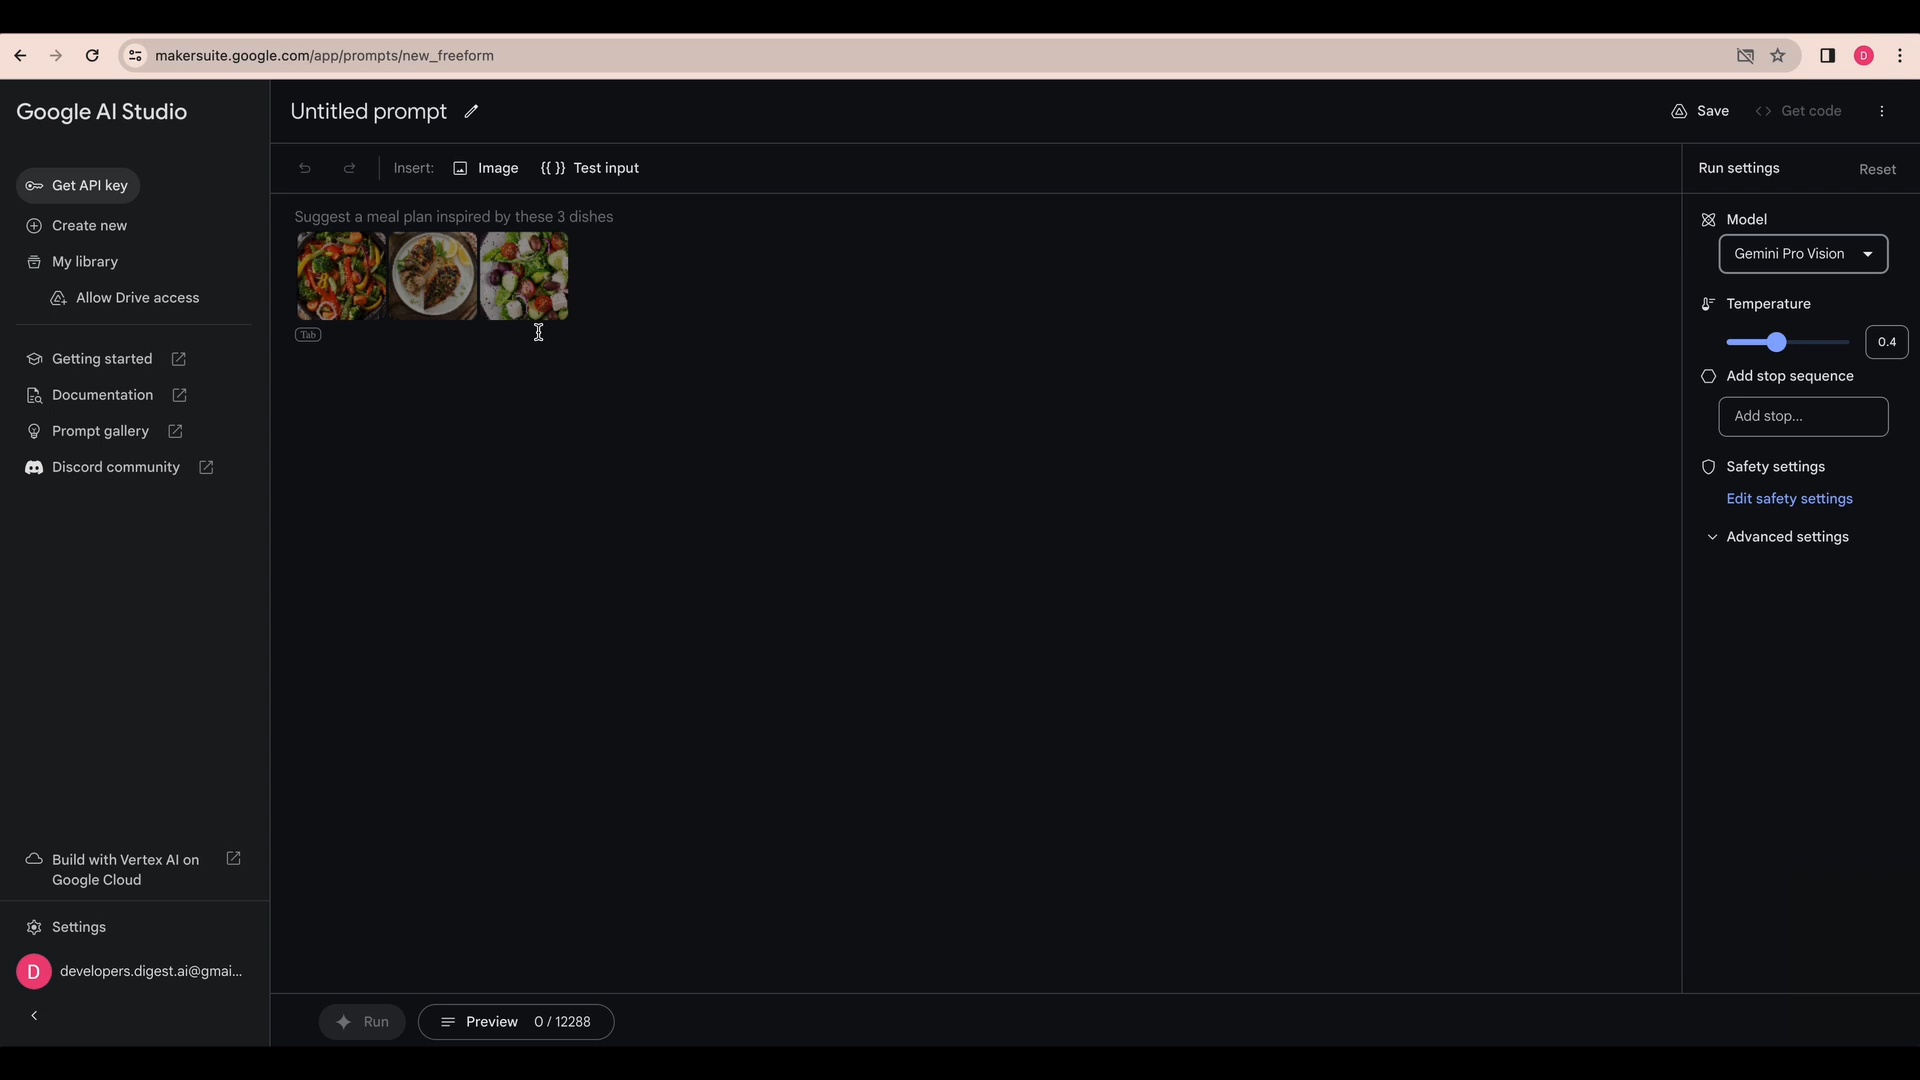 makersuite.google.com/app/prompts/new_freeform
D
Google AI Studio
Untitled prompt
Save
Get code
Get API key
Create new
My library
Allow Drive access
Getting started
Documentation
Prompt gallery
Discord community
Build with Vertex AI on
Google Cloud
Settings
D
developers.digest.ai@gmai...
Insert:
Image
{{ }} Test input
Suggest a meal plan inspired by these 3 dishes
Tab
Run settings
Reset
Model
Gemini Pro Vision
Temperature
0.4
Add stop sequence
Add stop...
Safety settings
Edit safety settings
Advanced settings
Run
Preview 0 / 12288